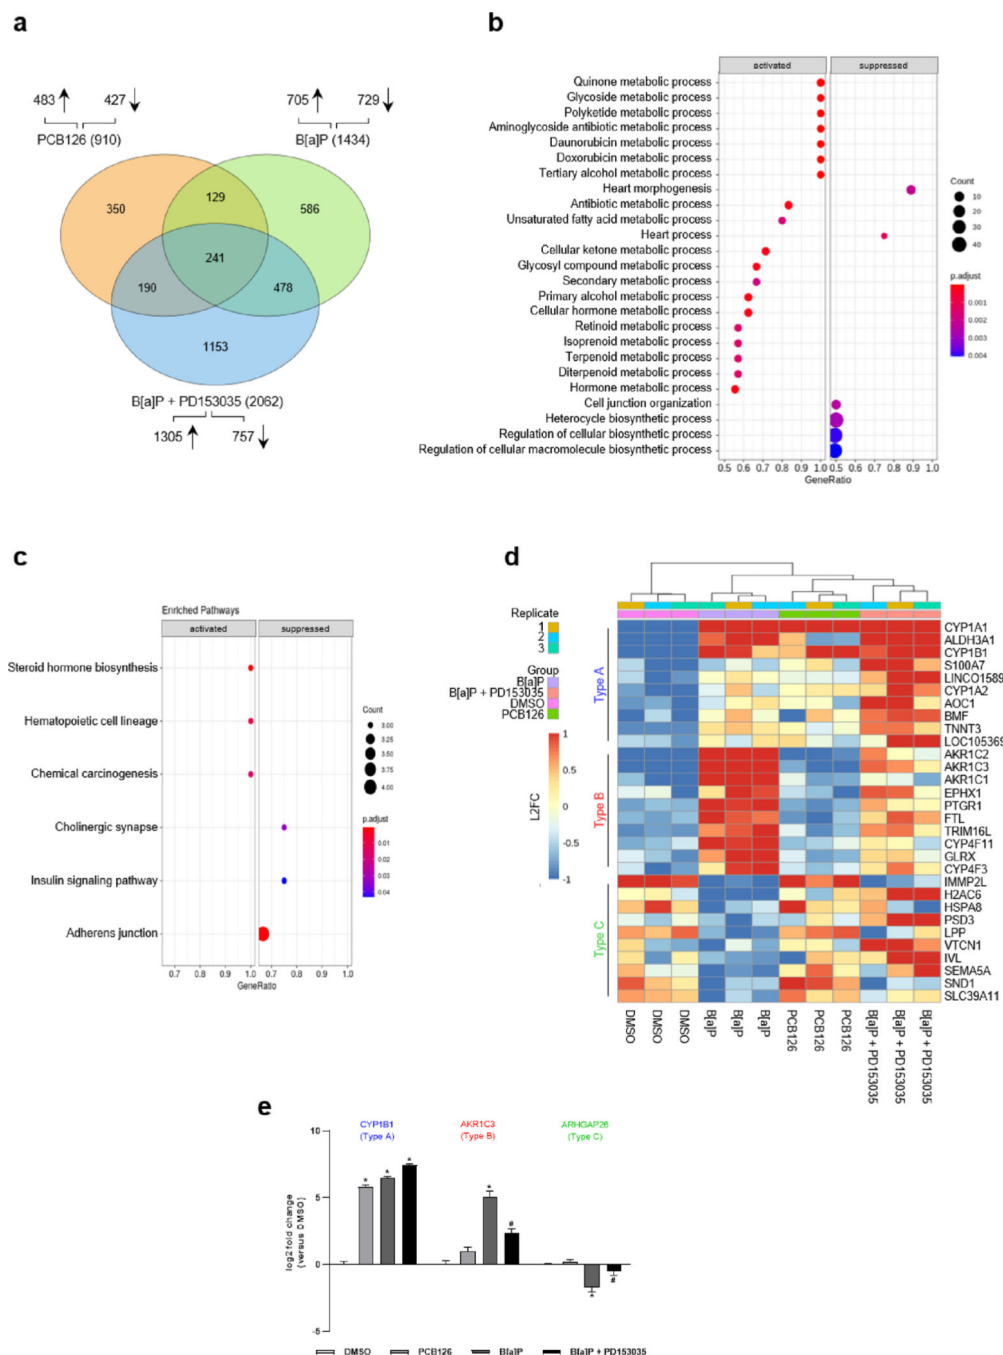 a
483 427 705 729
PCB126 (910) B[a]P (1434)
350 129 586
241
190 478
1153
B[a]P + PD153035 (2062)
1305 757
b
activated suppressed
Quinone metabolic process
Glycoside metabolic process
Polyketide metabolic process
Aminoglycoside antibiotic metabolic process
Daunorubicin metabolic process
Doxorubicin metabolic process
Tertiary alcohol metabolic process
Heart morphogenesis
Antibiotic metabolic process
Unsaturated fatty acid metabolic process
Heart process
Cellular ketone metabolic process
Glycosyl compound metabolic process
Secondary metabolic process
Primary alcohol metabolic process
Cellular hormone metabolic process
Retinoid metabolic process
Isoprenoid metabolic process
Terpenoid metabolic process
Diterpenoid metabolic process
Hormone metabolic process
Cell junction organization
Heterocycle biosynthetic process
Regulation of cellular biosynthetic process
Regulation of cellular macromolecule biosynthetic process
0.5 0.6 0.7 0.8 0.9 1.0 0.5 0.6 0.7 0.8 0.9 1.0
GeneRatio
Count
10
20
30
40
p.adjust
0.001
0.002
0.003
0.004
c
Enriched Pathways
activated suppressed
Steroid hormone biosynthesis
Hematopoietic cell lineage
Chemical carcinogenesis
Cholinergic synapse
Insulin signaling pathway
Adherens junction
0.7 0.8 0.9 1.0 0.7 0.8 0.9 1.0
GeneRatio
Count
3.00
3.25
3.50
3.75
4.00
p.adjust
0.01
0.02
0.03
0.04
d
Replicate
1
2
3
Group
B[a]P
B[a]P + PD153035
DMSO
PCB126
L2FC
1
0.5
0
-0.5
-1
Type A
Type B
Type C
CYP1A1
ALDH3A1
CYP1B1
S100A7
LINCO1589
CYP1A2
AOC1
BMF
TNNT3
LOC105369
AKR1C2
AKR1C3
AKR1C1
EPHX1
PTGR1
FTL
TRIM16L
CYP4F11
GLRX
CYP4F3
IMMP2L
H2AC6
HSPA8
PSD3
LPP
VTCN1
IVL
SEMA5A
SND1
SLC39A11
DMSO
DMSO
DMSO
B[a]P
B[a]P
B[a]P
PCB126
PCB126
PCB126
B[a]P + PD153035
B[a]P + PD153035
B[a]P + PD153035
e
CYP1B1 AKR1C3 ARHGAP26
(Type A) (Type B) (Type C)
log2 fold change
(versus DMSO)
10
5
0
-5
* * * * # * #
DMSO PCB126 B[a]P B[a]P + PD153035